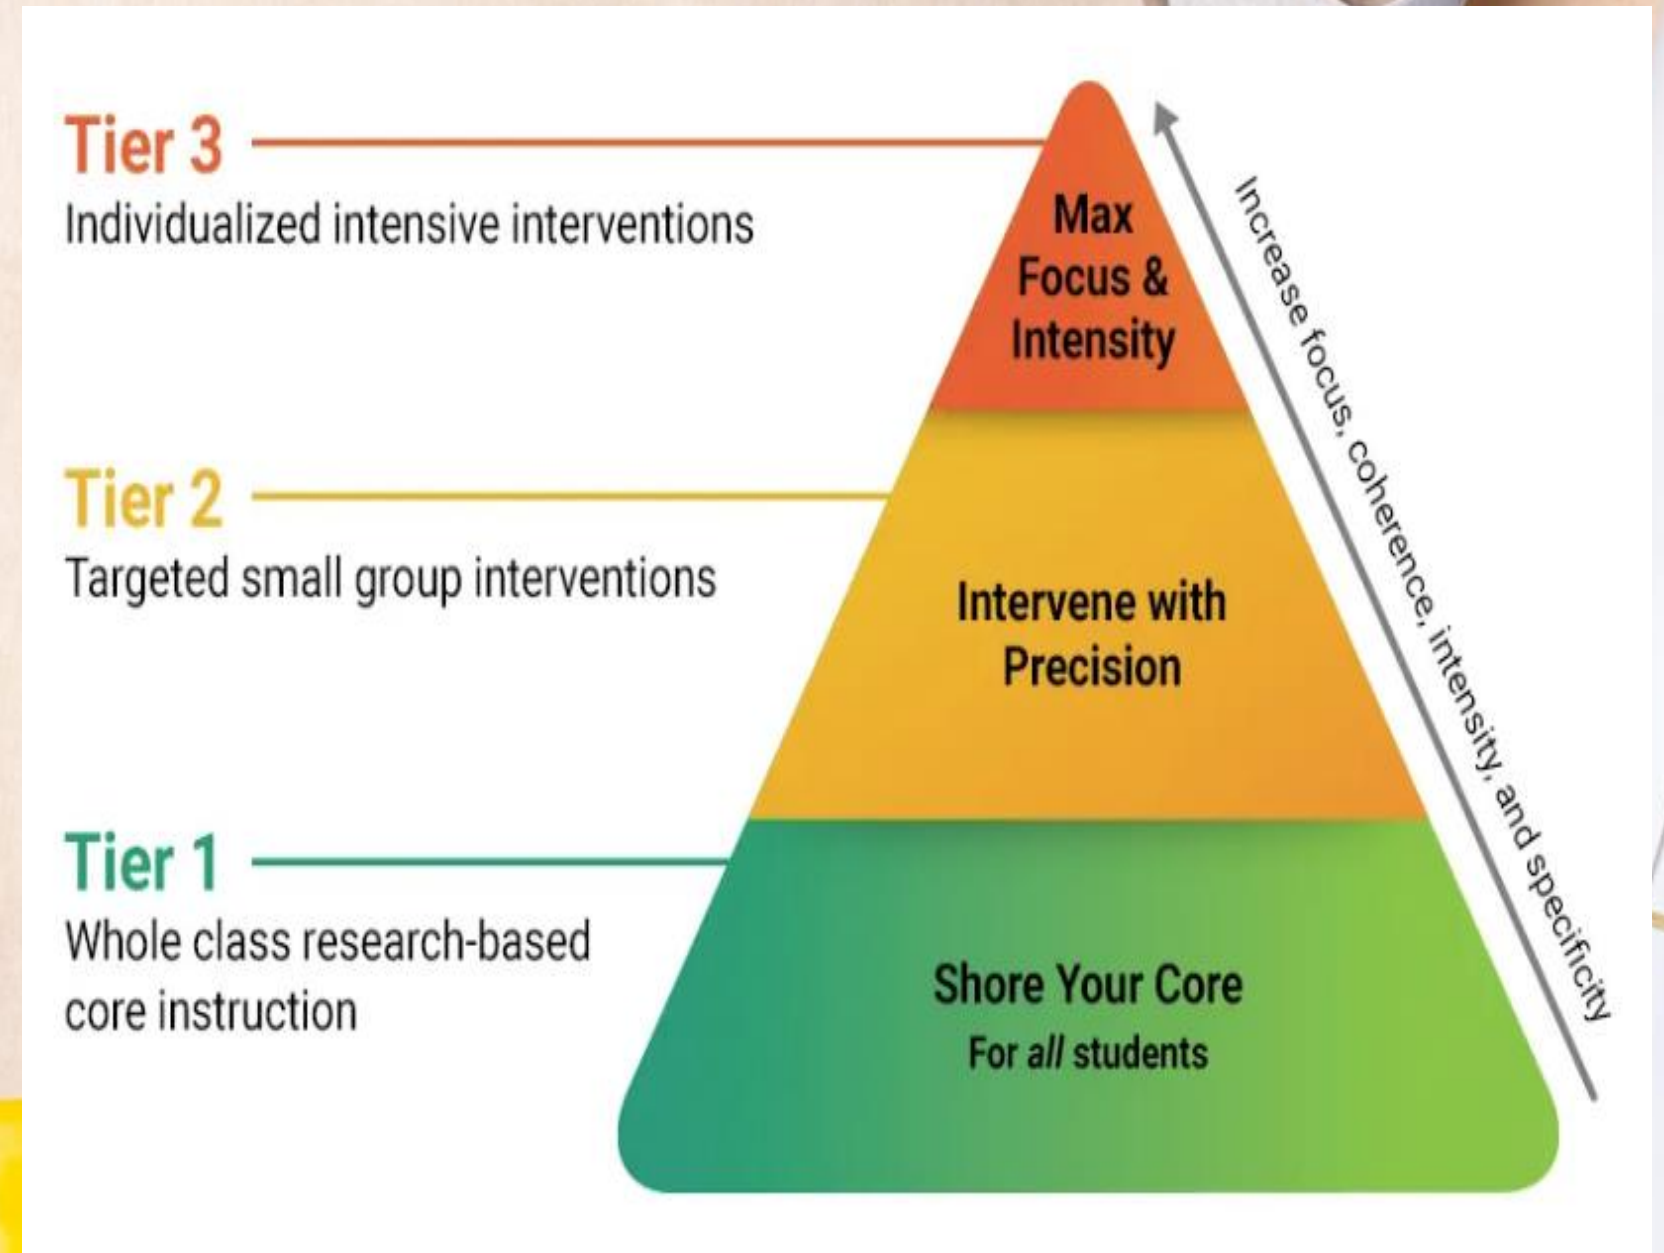 Tier 3
Individualized intensive interventions
Max
Focus &
Intensity
Tier 2
Targeted small group interventions
Intervene with
Precision
Tier 1
Whole class research-based
core instruction
Shore Your Core
For all students
Increase focus, coherence, intensity, and specificity